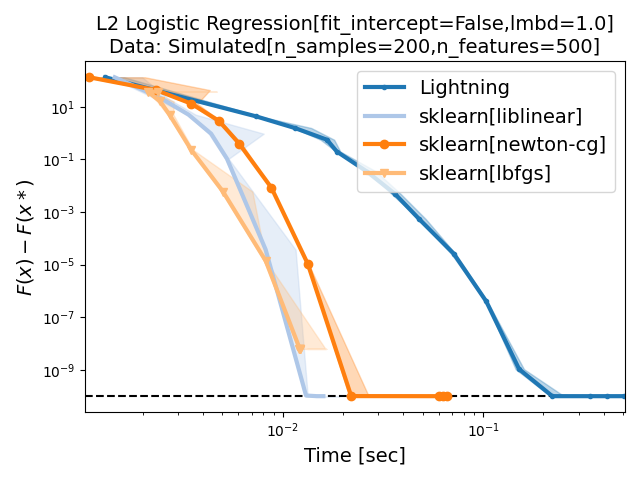 L2 Logistic Regression[fit_intercept=False,lmbd=1.0]
Data: Simulated[n_samples=200,n_features=500]
F(x) − F(x*)
10¹
10⁻¹
10⁻³
10⁻⁵
10⁻⁷
10⁻⁹
Lightning
sklearn[liblinear]
sklearn[newton-cg]
sklearn[lbfgs]
10⁻² 10⁻¹
Time [sec]